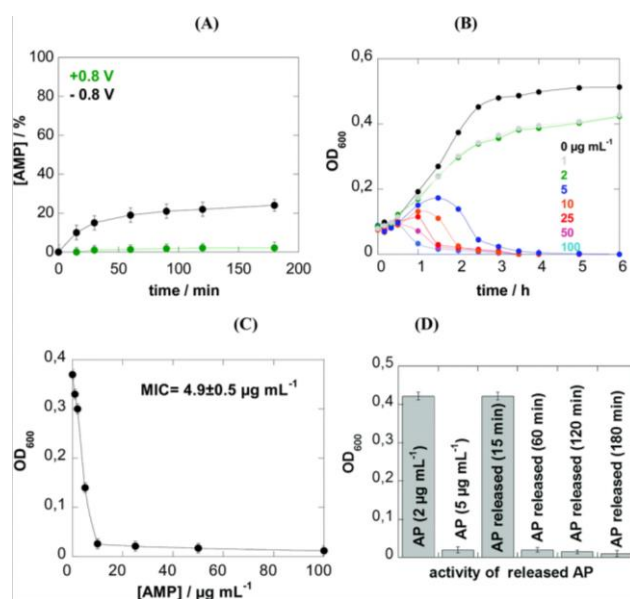 (A)
100
80
60
40
20
0
[AMP] / %
+0.8 V
- 0.8 V
0
50
100
150
200
time / min
(B)
0,6
0,4
0,2
0
OD600
0 µg mL-1
1
2
5
10
25
50
100
0
1
2
3
4
5
6
time / h
(C)
0,4
0,3
0,2
0,1
0
OD600
MIC= 4.9±0.5 µg mL-1
0
20
40
60
80
100
[AMP] / µg mL-1
(D)
0,5
0,4
0,3
0,2
0,1
0
OD600
AP (2 µg mL-1)
AP (5 µg mL-1)
AP released (15 min)
AP released (60 min)
AP released (120 min)
AP released (180 min)
activity of released AP